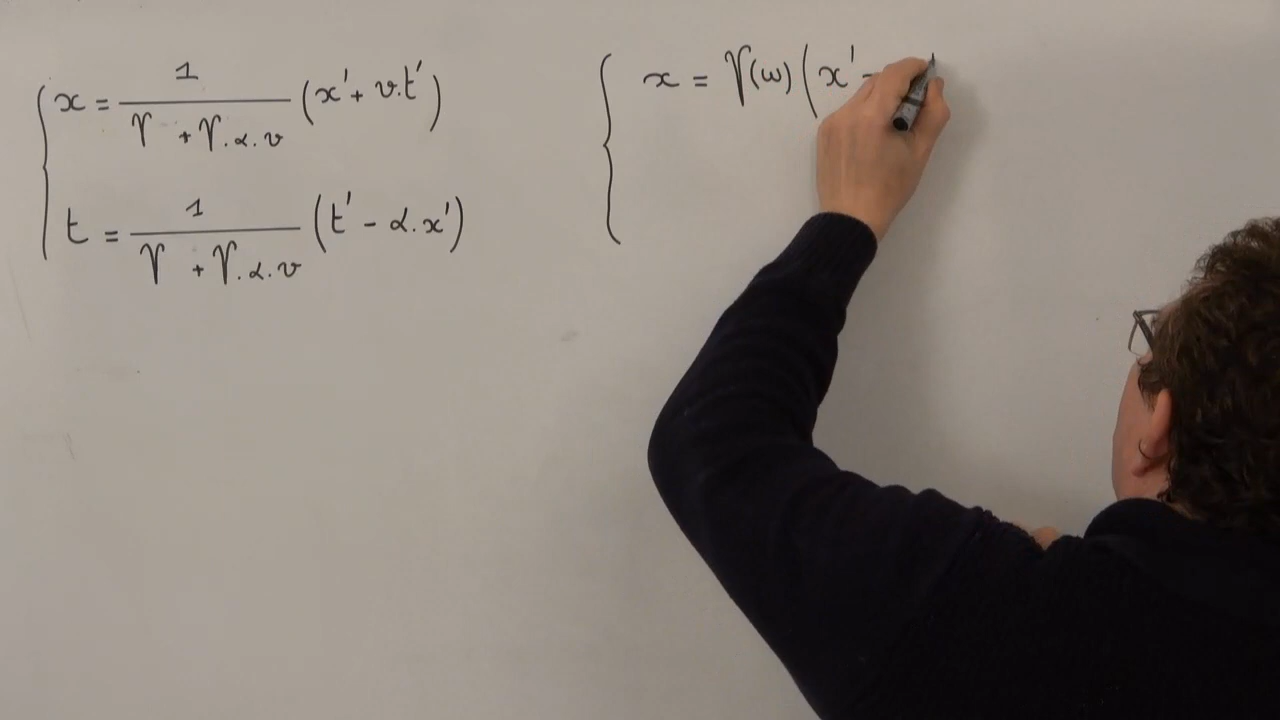 x = 1 / (γ + γ.α.v) (x' + v.t')
t = 1 / (γ + γ.α.v) (t' - α.x')
x = γ(w)(x' -